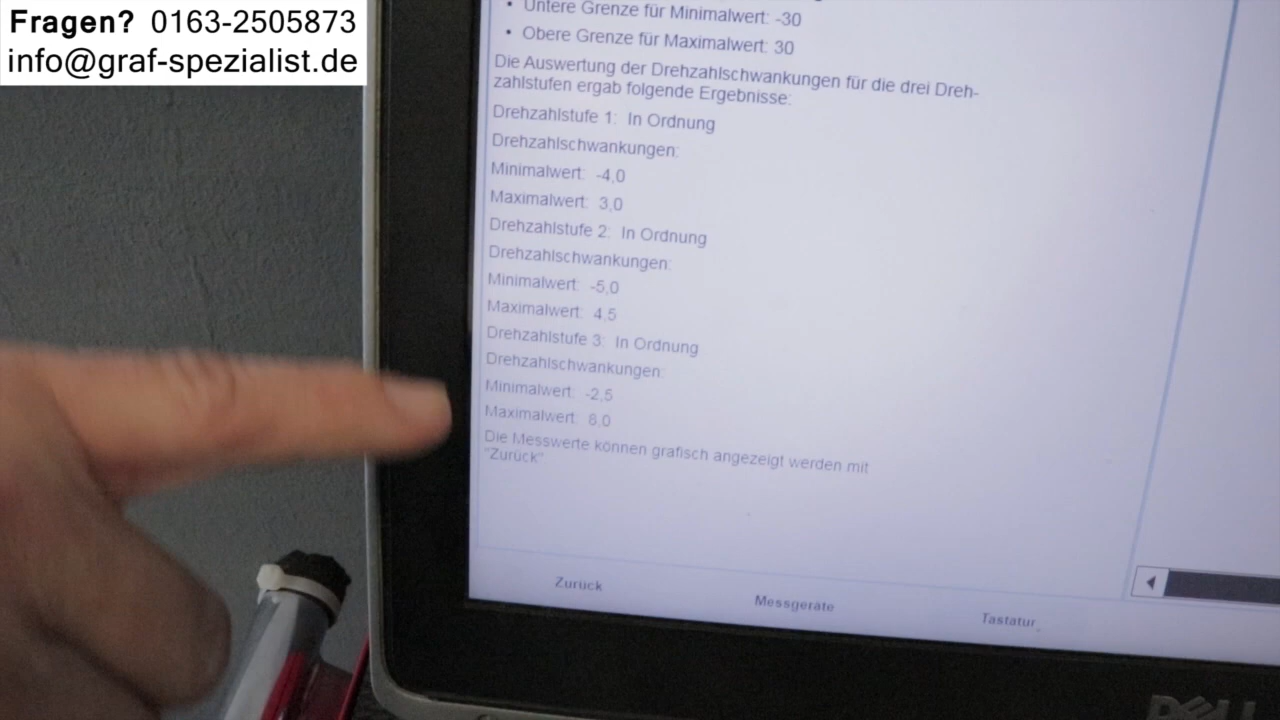 Fragen? 0163-2505873
info@graf-spezialist.de
• Untere Grenze für Minimalwert: -30
• Obere Grenze für Maximalwert: 30
Die Auswertung der Drehzahlschwankungen für die drei Dreh-
zahlstufen ergab folgende Ergebnisse:
Drehzahlstufe 1: In Ordnung
Drehzahlschwankungen:
Minimalwert: -4,0
Maximalwert: 3,0
Drehzahlstufe 2: In Ordnung
Drehzahlschwankungen:
Minimalwert: -5,0
Maximalwert: 4,5
Drehzahlstufe 3: In Ordnung
Drehzahlschwankungen:
Minimalwert: -2,5
Maximalwert: 8,0
Die Messwerte können grafisch angezeigt werden mit
"Zurück"
Zurück
Messgeräte
Tastatur
DELL